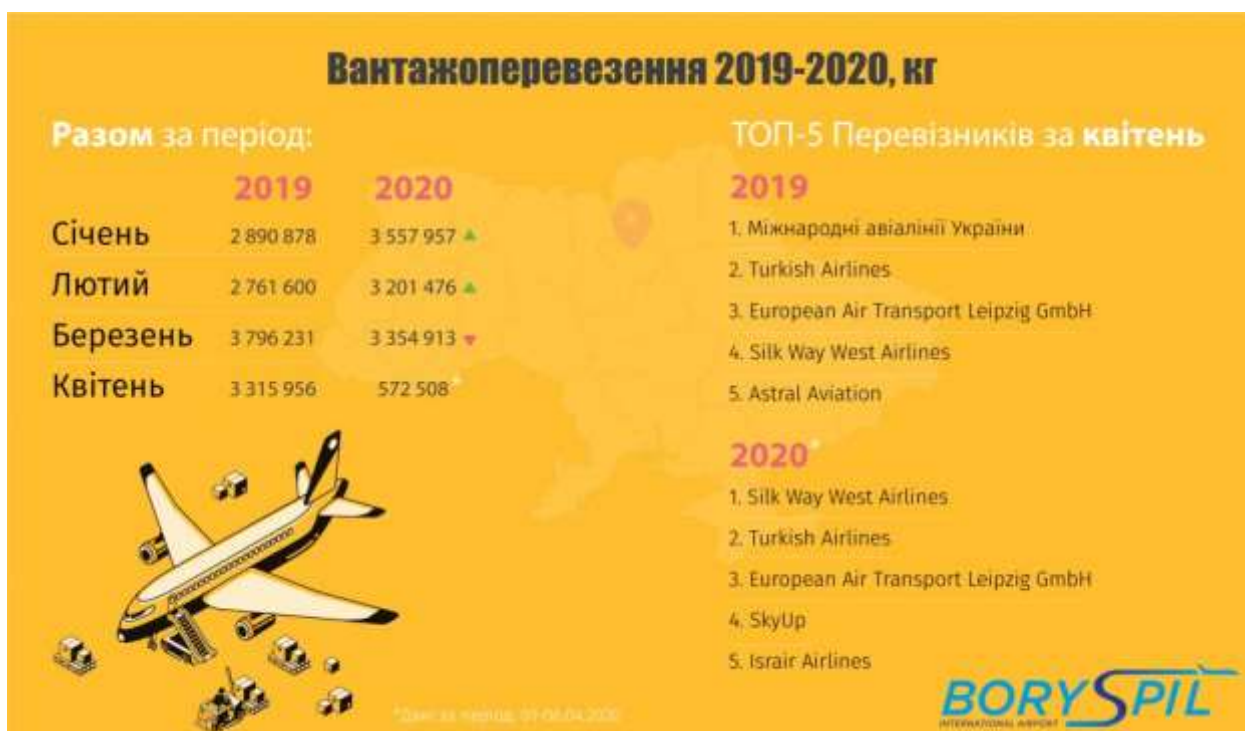 Вантажоперевезення 2019-2020, кг
Разом за період:
2019 2020
Січень 2 890 878 3 557 957
Лютий 2 761 600 3 201 476
Березень 3 796 231 3 354 913
Квітень 3 315 956 572 508*
ТОП-5 Перевізників за квітень
2019
1. Міжнародні авіалінії України
2. Turkish Airlines
3. European Air Transport Leipzig GmbH
4. Silk Way West Airlines
5. Astral Aviation
2020*
1. Silk Way West Airlines
2. Turkish Airlines
3. European Air Transport Leipzig GmbH
4. SkyUp
5. Israir Airlines
*Дані за період
BORYSPIL
INTERNATIONAL AIRPORT